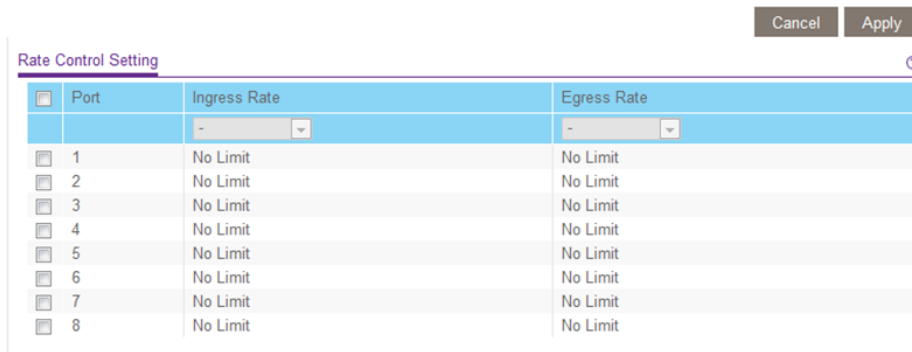 Cancel Apply
Rate Control Setting
Port Ingress Rate Egress Rate
- -
1 No Limit No Limit
2 No Limit No Limit
3 No Limit No Limit
4 No Limit No Limit
5 No Limit No Limit
6 No Limit No Limit
7 No Limit No Limit
8 No Limit No Limit